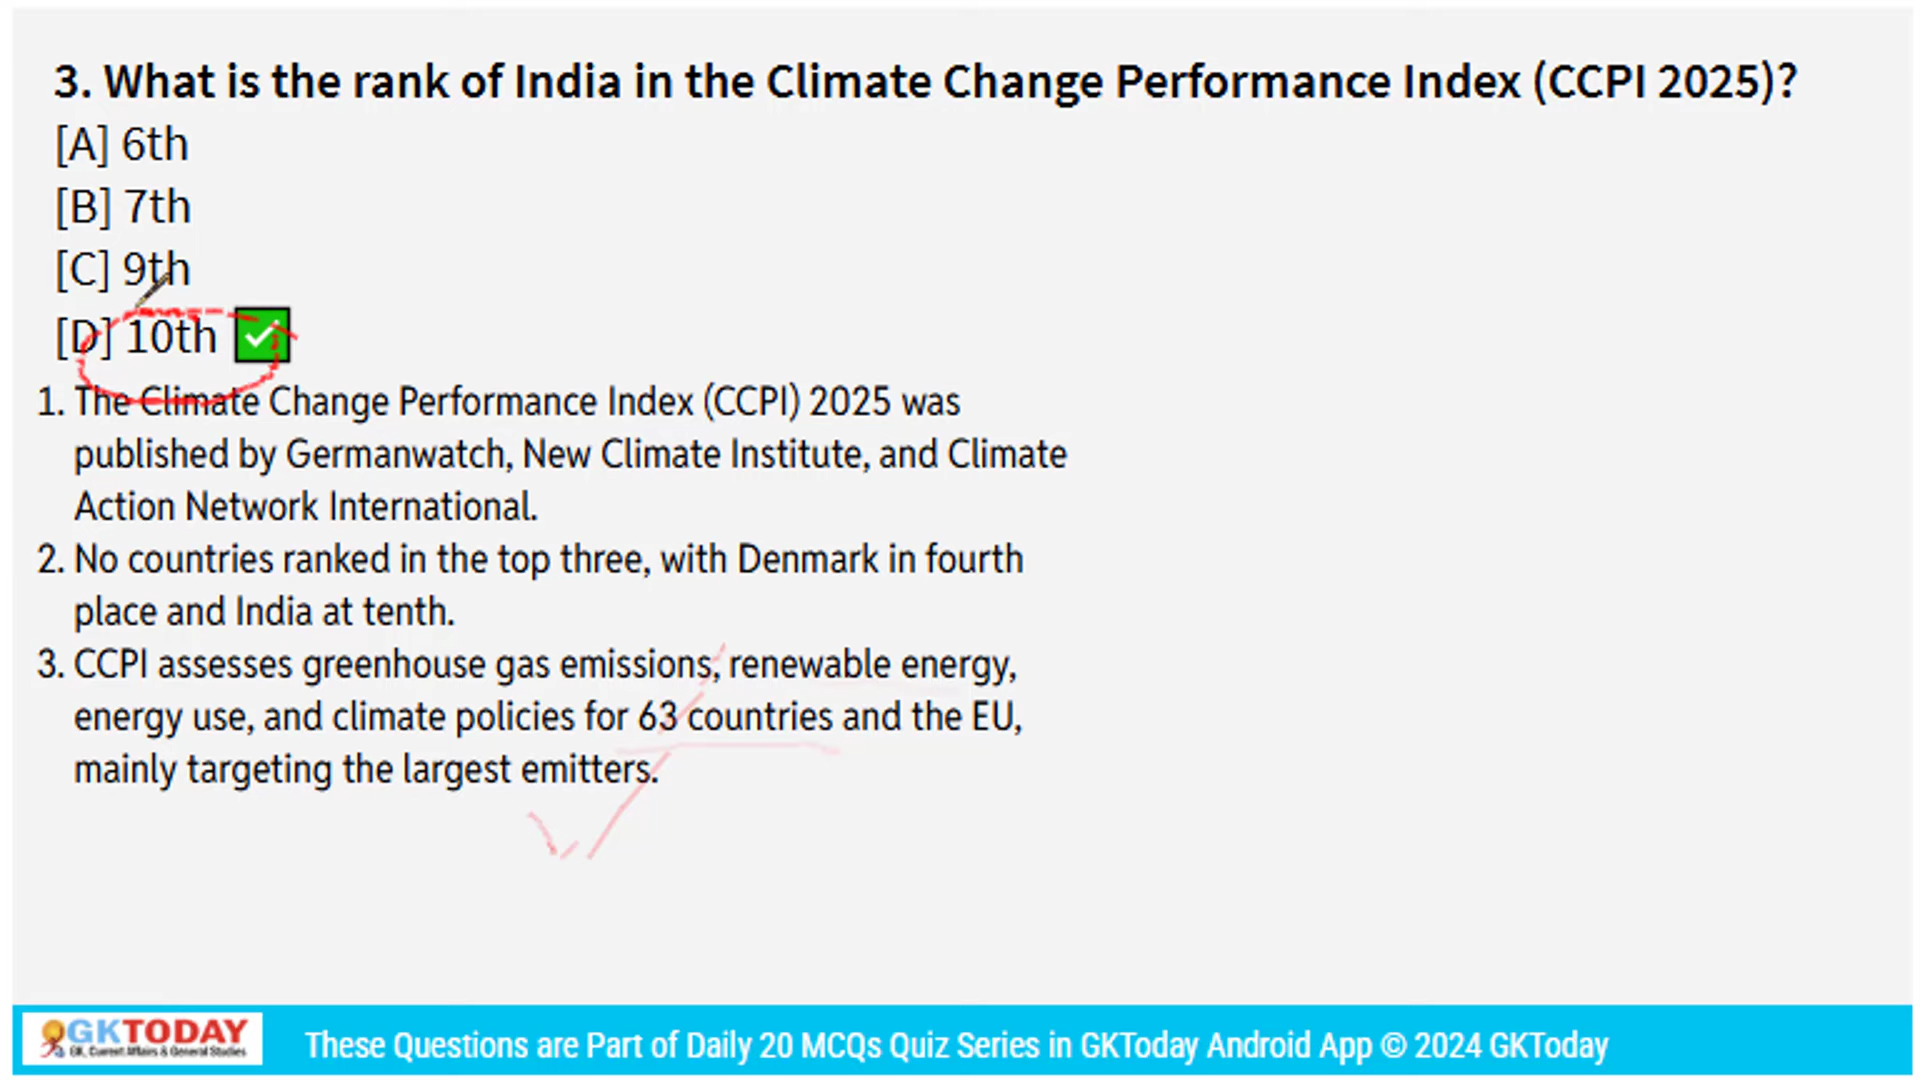 3. What is the rank of India in the Climate Change Performance Index (CCPI 2025)?
[A] 6th
[B] 7th
[C] 9th
[D] 10th
1. The Climate Change Performance Index (CCPI) 2025 was
published by Germanwatch, New Climate Institute, and Climate
Action Network International.
2. No countries ranked in the top three, with Denmark in fourth
place and India at tenth.
3. CCPI assesses greenhouse gas emissions, renewable energy,
energy use, and climate policies for 63 countries and the EU,
mainly targeting the largest emitters.
GKTODAY
GK, Current Affairs & General Studies
These Questions are Part of Daily 20 MCQs Quiz Series in GKToday Android App © 2024 GKToday